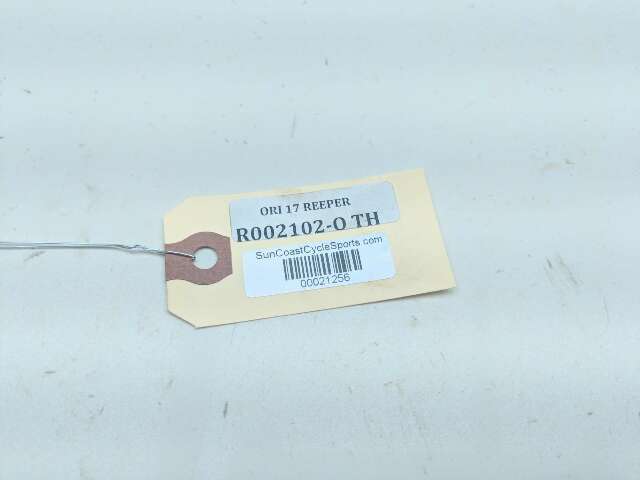 ORI 17 REEPER
R002102-O TH
SunCoastCycleSports.com
00021256